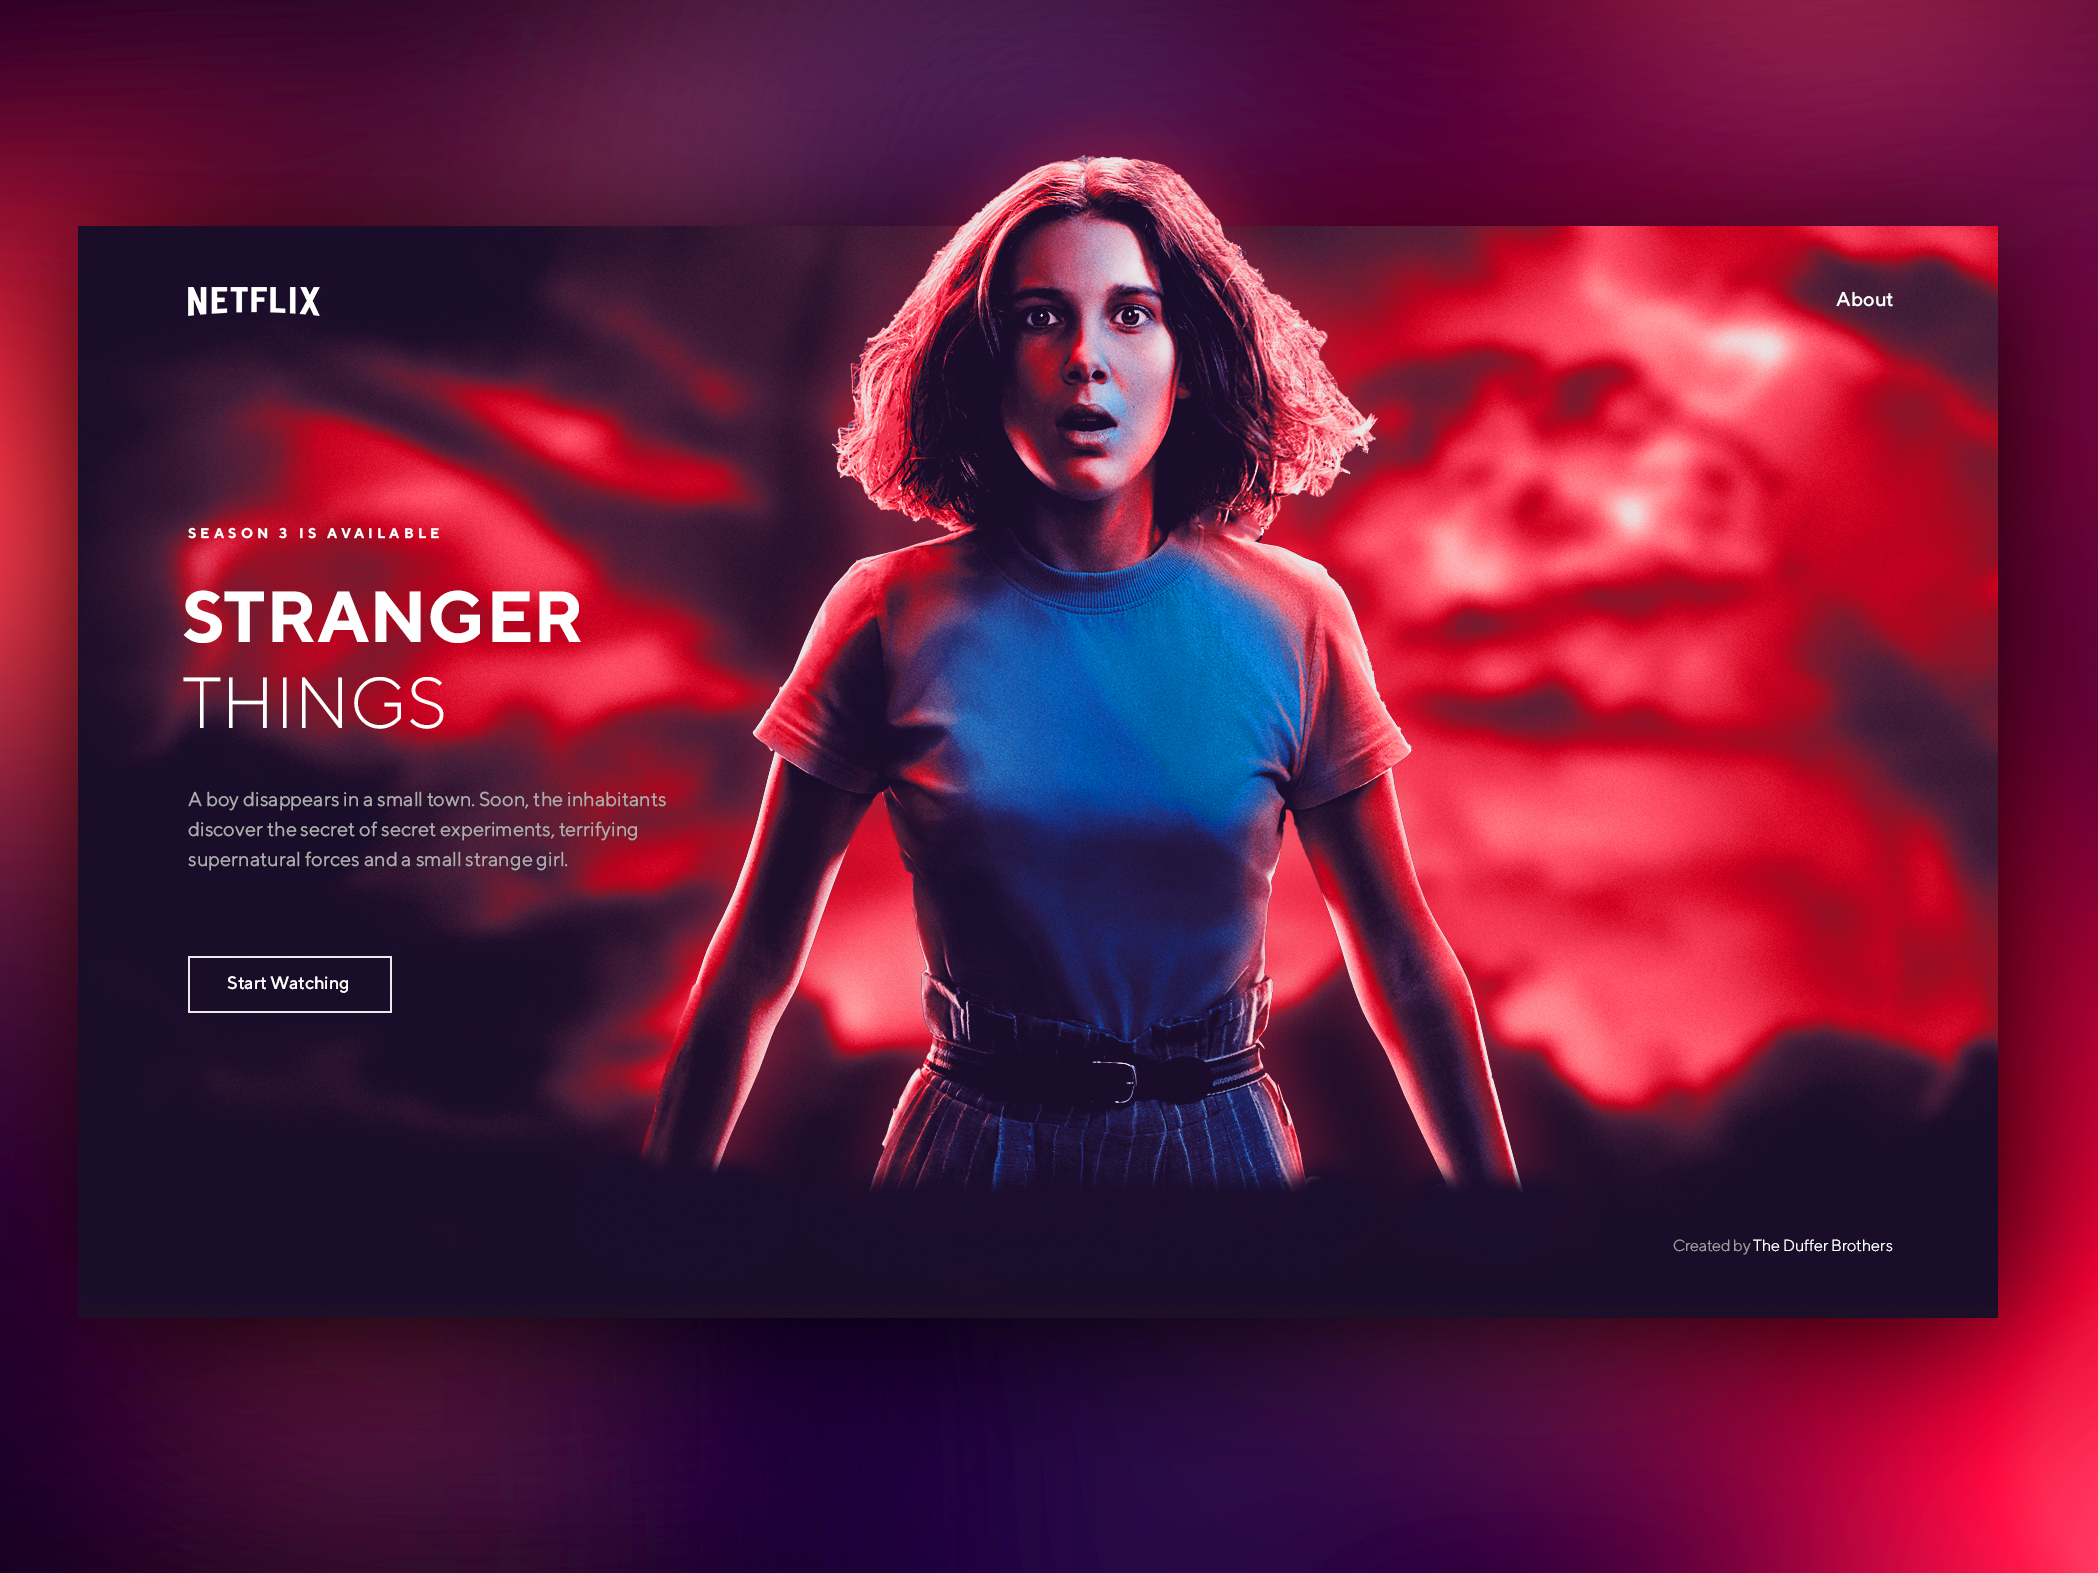 NETFLIX
About
SEASON 3 IS AVAILABLE
STRANGER
THINGS
A boy disappears in a small town. Soon, the inhabitants
discover the secret of secret experiments, terrifying
supernatural forces and a small strange girl.
Start Watching
Created by The Duffer Brothers